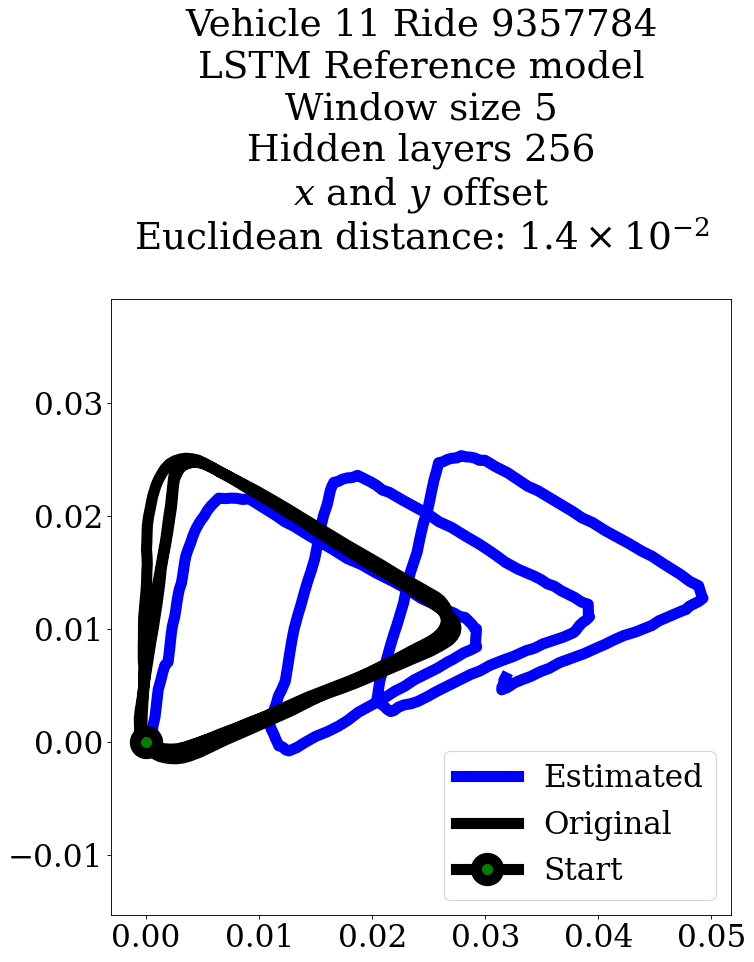 Vehicle 11 Ride 9357784
LSTM Reference model
Window size 5
Hidden layers 256
x and y offset
Euclidean distance: 1.4 × 10⁻²
0.03
0.02
0.01
0.00
−0.01
Estimated
Original
Start
0.00 0.01 0.02 0.03 0.04 0.05